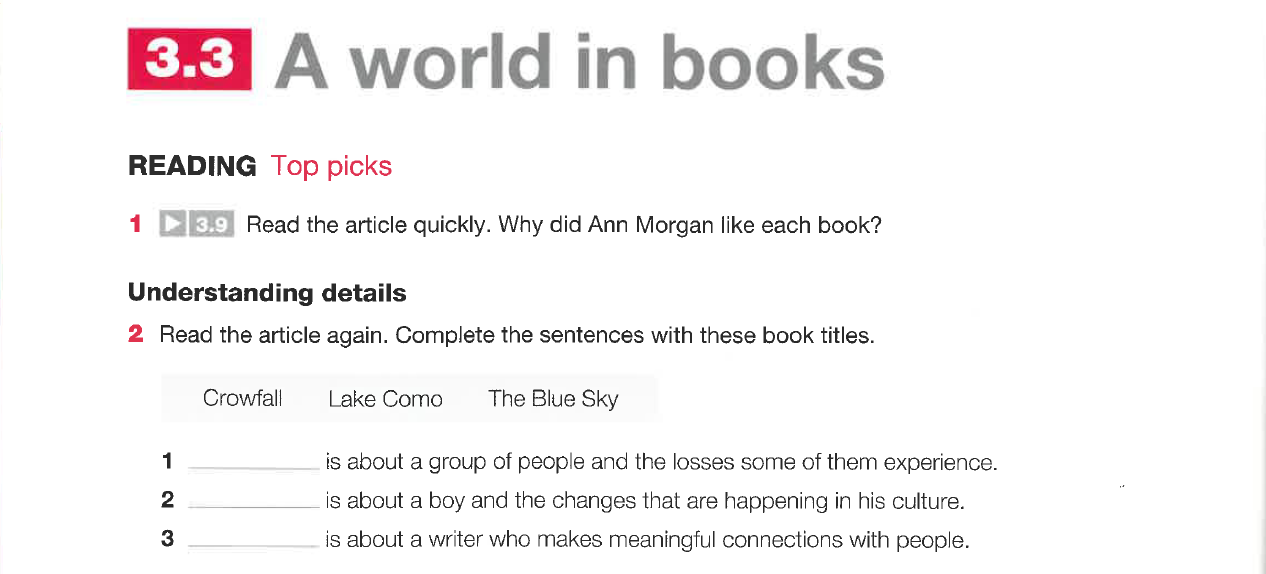 3.3 A world in books
READING Top picks
1 3.9 Read the article quickly. Why did Ann Morgan like each book?
Understanding details
2 Read the article again. Complete the sentences with these book titles.
Crowfall Lake Como The Blue Sky
1 ____________ is about a group of people and the losses some of them experience.
2 ____________ is about a boy and the changes that are happening in his culture.
3 ____________ is about a writer who makes meaningful connections with people.